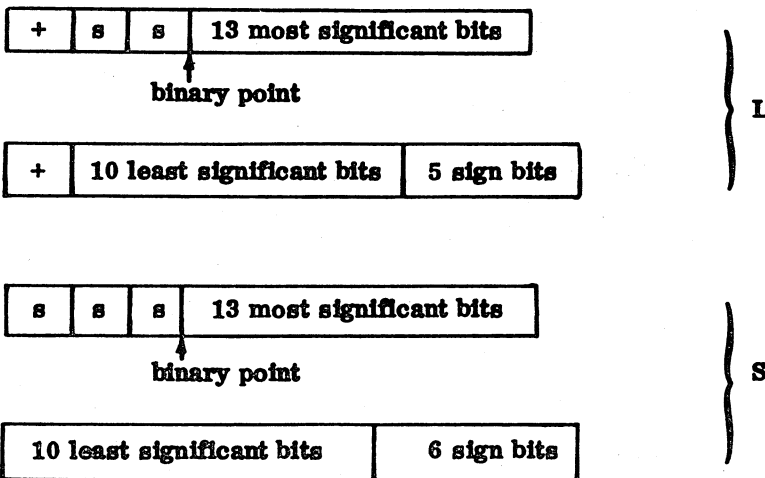 + s s 13 most significant bits
binary point
L
+ 10 least significant bits 5 sign bits
s s s 13 most significant bits
binary point
S
10 least significant bits 6 sign bits